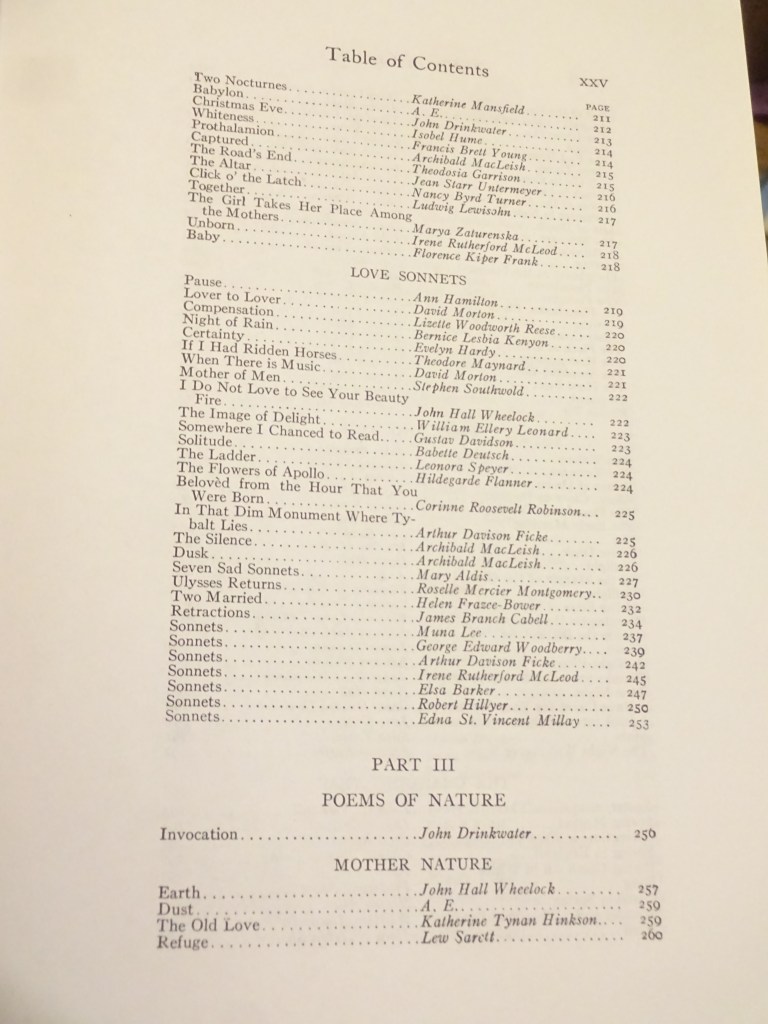 Table of Contents XXV
PAGE
Two Nocturnes.....Katherine Mansfield..... 211
Babylon.....A. E..... 212
Christmas Eve.....John Drinkwater..... 213
Whiteness.....Isobel Hume..... 214
Prothalamion.....Francis Brett Young..... 214
Captured.....Archibald MacLeish..... 215
The Road's End.....Theodosia Garrison..... 215
The Altar.....Jean Starr Untermeyer..... 216
Click o' the Latch.....Nancy Byrd Turner..... 216
Together.....Ludwig Lewisohn..... 217
The Girl Takes Her Place Among
the Mothers.....Marya Zaturenska..... 217
Unborn.....Irene Rutherford McLeod.... 218
Baby.....Florence Kiper Frank..... 218
LOVE SONNETS
Pause.....Ann Hamilton..... 219
Lover to Lover.....David Morton..... 219
Compensation.....Lizette Woodworth Reese..... 220
Night of Rain.....Bernice Lesbia Kenyon..... 220
Certainty.....Evelyn Hardy..... 220
If I Had Ridden Horses.....Theodore Maynard..... 221
When There is Music.....David Morton..... 221
Mother of Men.....Stephen Southwold..... 222
I Do Not Love to See Your Beauty
Fire.....John Hall Wheelock..... 222
The Image of Delight.....William Ellery Leonard.... 223
Somewhere I Chanced to Read.....Gustav Davidson..... 223
Solitude.....Babette Deutsch..... 224
The Ladder.....Leonora Speyer..... 224
The Flowers of Apollo.....Hildegarde Flanner..... 224
Belovèd from the Hour That You
Were Born.....Corinne Roosevelt Robinson... 225
In That Dim Monument Where Ty-
balt Lies.....Arthur Davison Ficke..... 225
The Silence.....Archibald MacLeish..... 226
Dusk.....Archibald MacLeish..... 226
Seven Sad Sonnets.....Mary Aldis..... 227
Ulysses Returns.....Roselle Mercier Montgomery.. 230
Two Married.....Helen Frazee-Bower..... 232
Retractions.....James Branch Cabell..... 234
Sonnets.....Muna Lee..... 237
Sonnets.....George Edward Woodberry.... 239
Sonnets.....Arthur Davison Ficke..... 242
Sonnets.....Irene Rutherford McLeod.... 245
Sonnets.....Elsa Barker..... 247
Sonnets.....Robert Hillyer..... 250
Sonnets.....Edna St. Vincent Millay .... 253
PART III
POEMS OF NATURE
Invocation.....John Drinkwater..... 256
MOTHER NATURE
Earth.....John Hall Wheelock..... 257
Dust.....A. E..... 259
The Old Love.....Katherine Tynan Hinkson.... 259
Refuge.....Lew Sarett..... 260